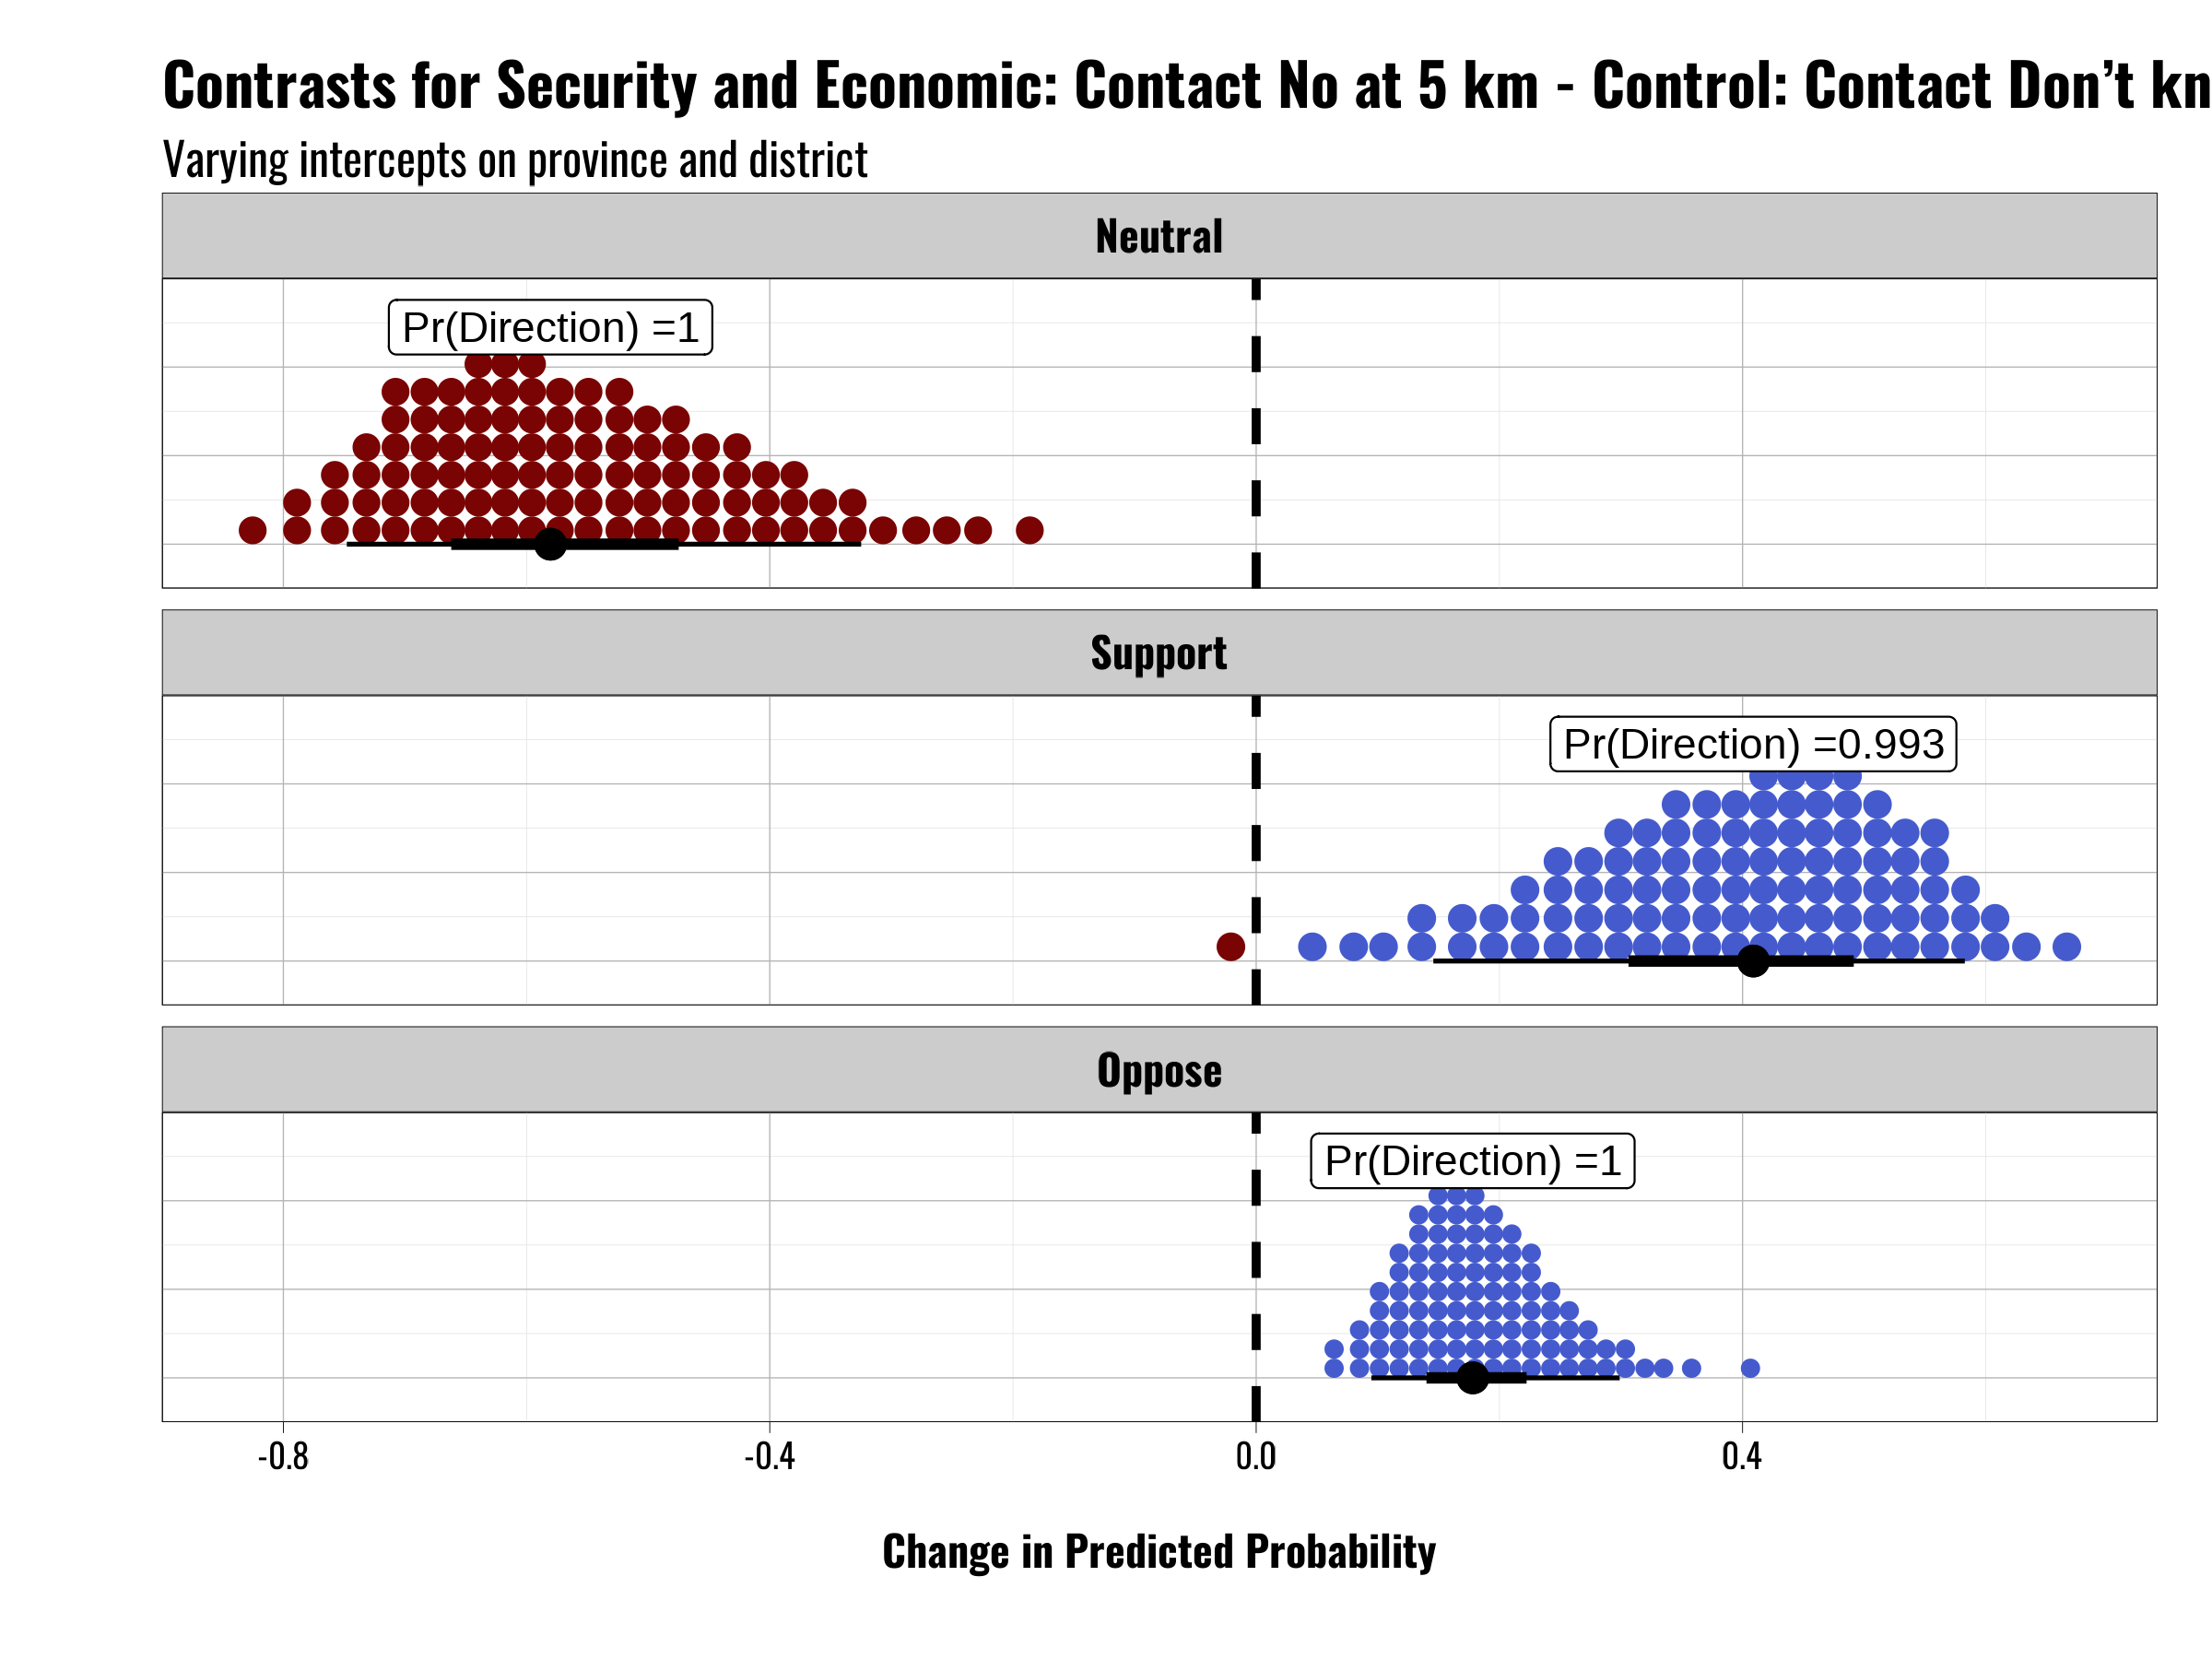 Contrasts for Security and Economic: Contact No at 5 km - Control: Contact Don’t kn
Varying intercepts on province and district
Neutral
Pr(Direction) =1
Support
Pr(Direction) =0.993
Oppose
Pr(Direction) =1
-0.8 -0.4 0.0 0.4
Change in Predicted Probability